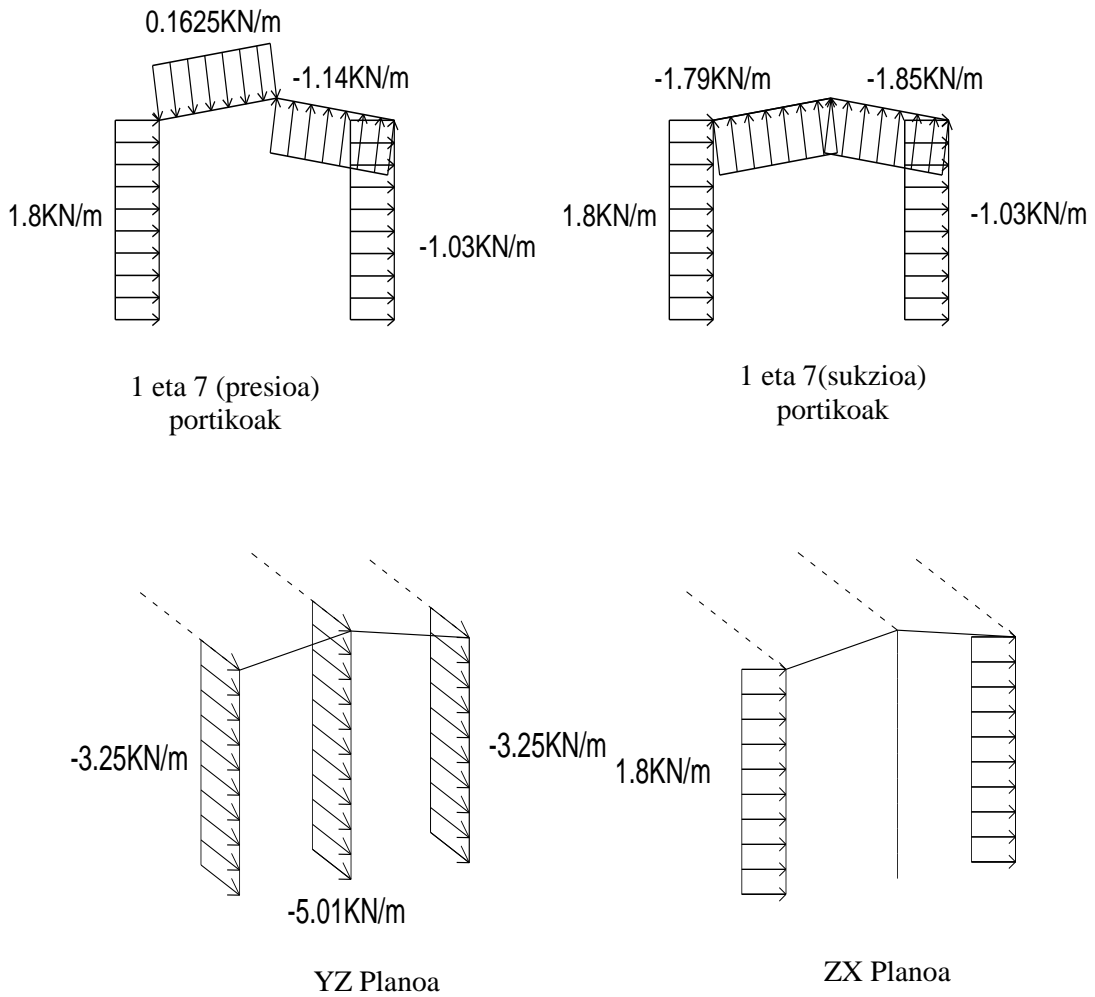 0.1625KN/m
-1.14KN/m
1.8KN/m
-1.03KN/m
1 eta 7 (presioa)
portikoak
-1.79KN/m
-1.85KN/m
1.8KN/m
-1.03KN/m
1 eta 7(sukzioa)
portikoak
-3.25KN/m
-3.25KN/m
-5.01KN/m
YZ Planoa
1.8KN/m
ZX Planoa